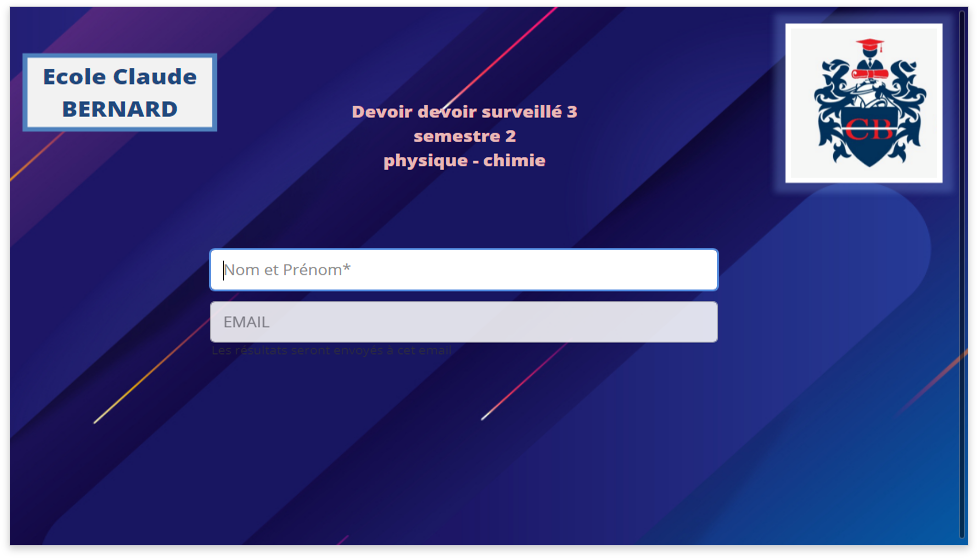 Ecole Claude
BERNARD
Devoir devoir surveillé 3
semestre 2
physique - chimie
CB
Nom et Prénom*
EMAIL
Les résultats seront envoyés à cet email